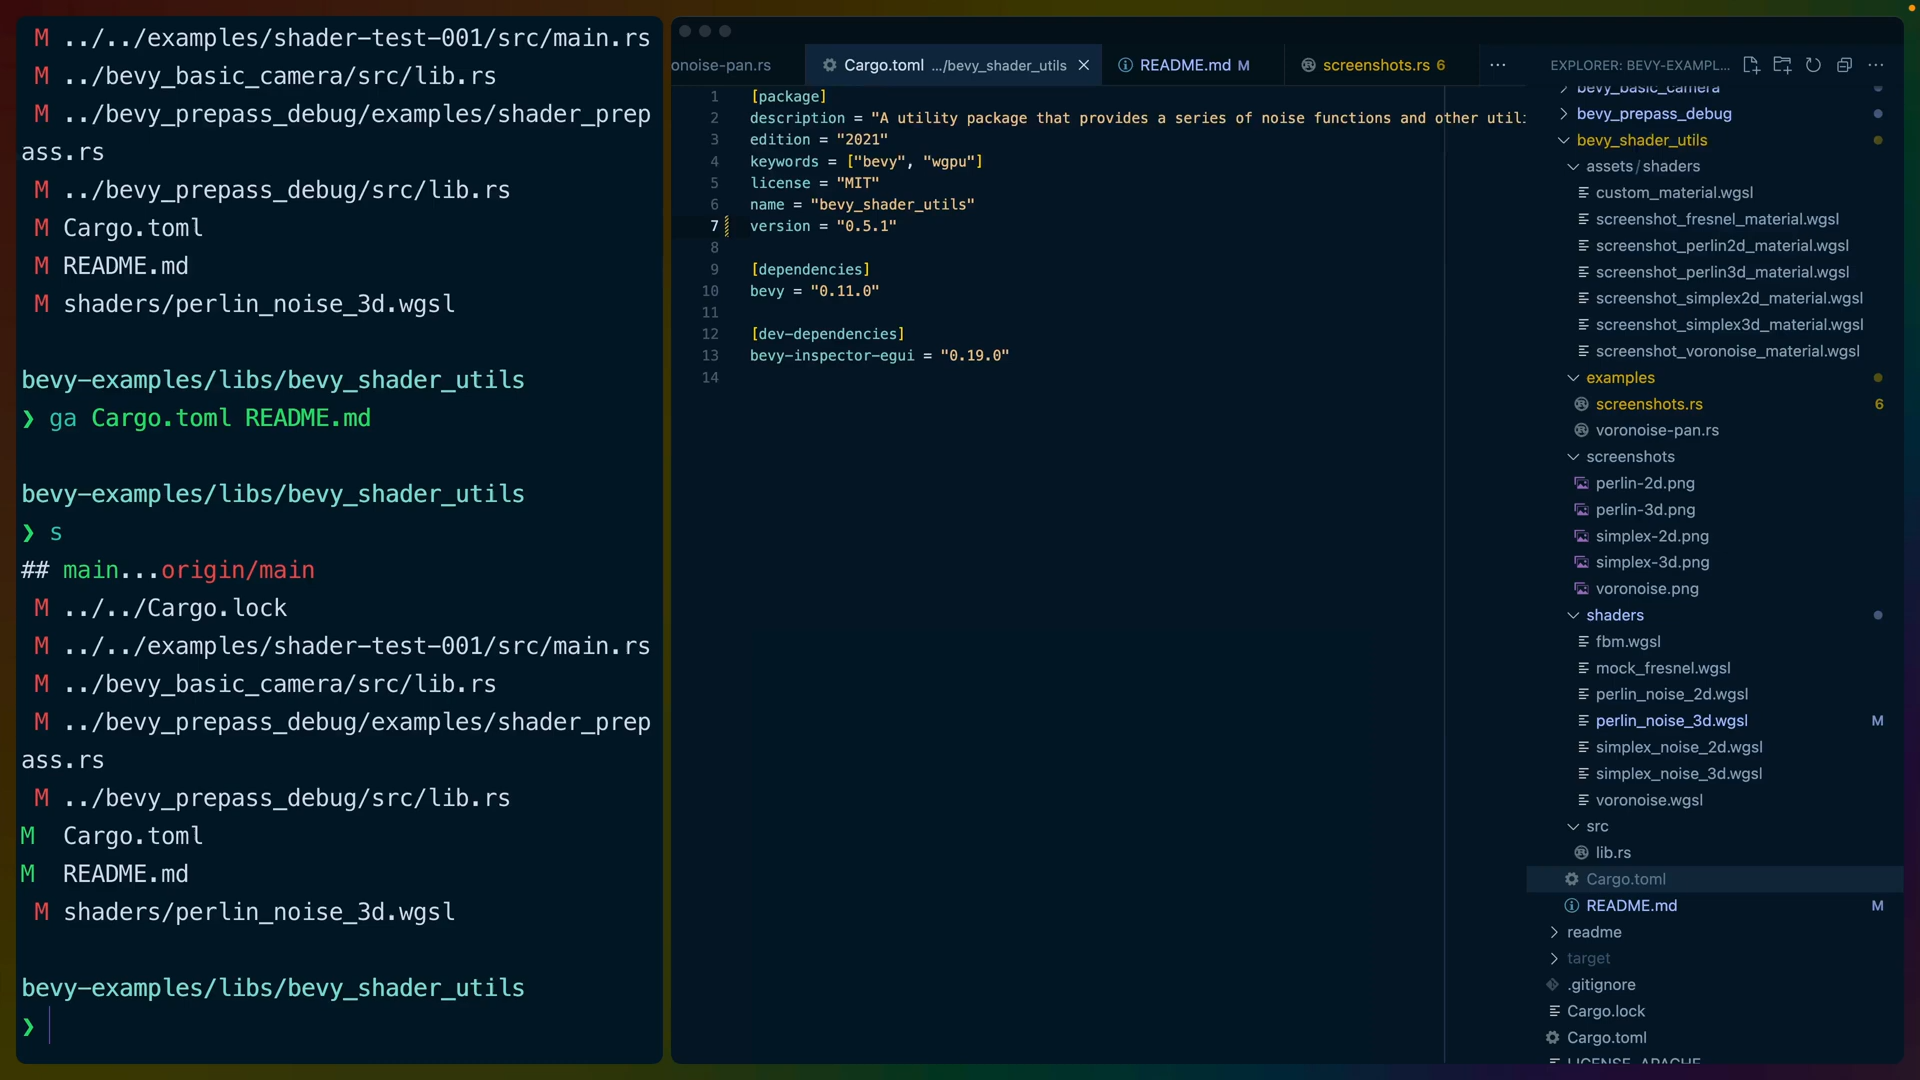 M ../../examples/shader-test-001/src/main.rs
M ../bevy_basic_camera/src/lib.rs
M ../bevy_prepass_debug/examples/shader_prep
ass.rs
M ../bevy_prepass_debug/src/lib.rs
M Cargo.toml
M README.md
M shaders/perlin_noise_3d.wgsl
bevy-examples/libs/bevy_shader_utils
❯ ga Cargo.toml README.md
bevy-examples/libs/bevy_shader_utils
❯ s
## main...origin/main
M ../../Cargo.lock
M ../../examples/shader-test-001/src/main.rs
M ../bevy_basic_camera/src/lib.rs
M ../bevy_prepass_debug/examples/shader_prep
ass.rs
M ../bevy_prepass_debug/src/lib.rs
M Cargo.toml
M README.md
M shaders/perlin_noise_3d.wgsl
bevy-examples/libs/bevy_shader_utils
❯
onoise-pan.rs
Cargo.toml .../bevy_shader_utils
README.md M
screenshots.rs 6
1 [package]
2 description = "A utility package that provides a series of noise functions and other utili
3 edition = "2021"
4 keywords = ["bevy", "wgpu"]
5 license = "MIT"
6 name = "bevy_shader_utils"
7 version = "0.5.1"
8
9 [dependencies]
10 bevy = "0.11.0"
11
12 [dev-dependencies]
13 bevy-inspector-egui = "0.19.0"
14
EXPLORER: BEVY-EXAMPL...
bevy_basic_camera
bevy_prepass_debug
bevy_shader_utils
assets/shaders
custom_material.wgsl
screenshot_fresnel_material.wgsl
screenshot_perlin2d_material.wgsl
screenshot_perlin3d_material.wgsl
screenshot_simplex2d_material.wgsl
screenshot_simplex3d_material.wgsl
screenshot_voronoise_material.wgsl
examples
screenshots.rs 6
voronoise-pan.rs
screenshots
perlin-2d.png
perlin-3d.png
simplex-2d.png
simplex-3d.png
voronoise.png
shaders
fbm.wgsl
mock_fresnel.wgsl
perlin_noise_2d.wgsl
perlin_noise_3d.wgsl M
simplex_noise_2d.wgsl
simplex_noise_3d.wgsl
voronoise.wgsl
src
lib.rs
Cargo.toml
README.md M
readme
target
.gitignore
Cargo.lock
Cargo.toml
LICENSE_APACHE